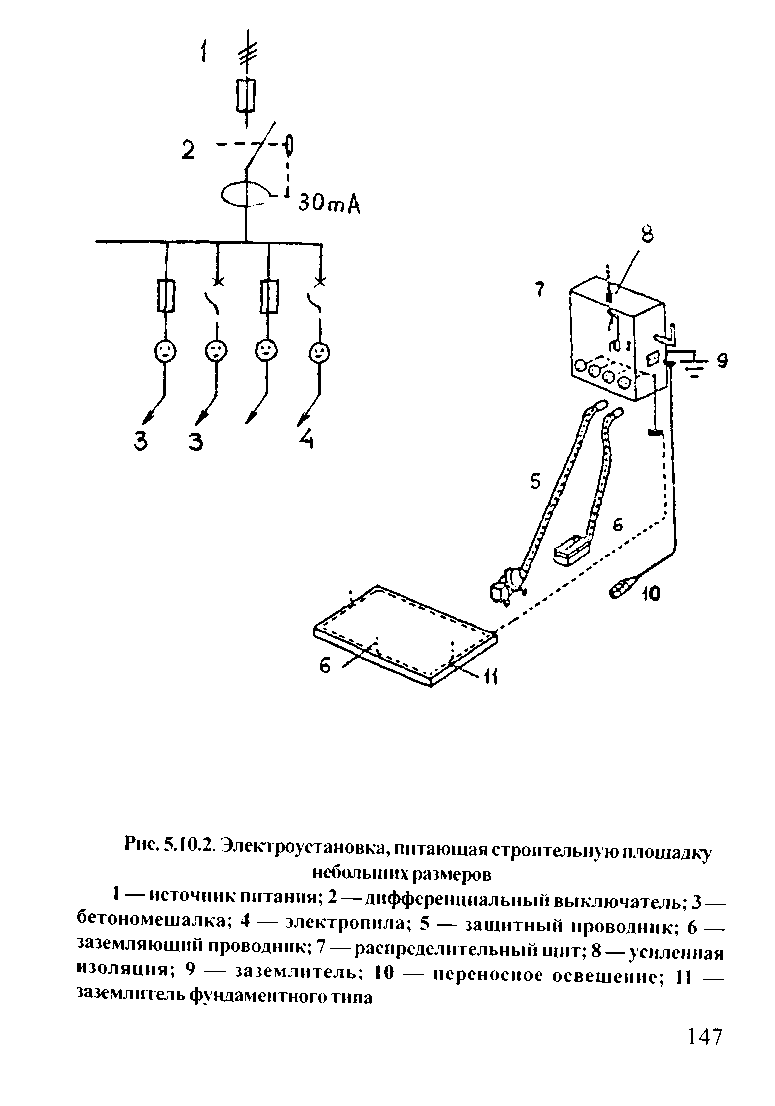 1
2
30mA
3 3 4
8
7
9
5
6
10
6
11
Рис. 5.10.2. Электроустановка, питающая строительную площадку
небольших размеров
1 — источник питания; 2 — дифференциальный выключатель; 3 —
бетономешалка; 4 — электропила; 5 — защитный проводник; 6 —
заземляющий проводник; 7 — распределительный щит; 8 — усиленная
изоляция; 9 — заземлитель; 10 — переносное освещение; 11 —
заземлитель фундаментного типа
147